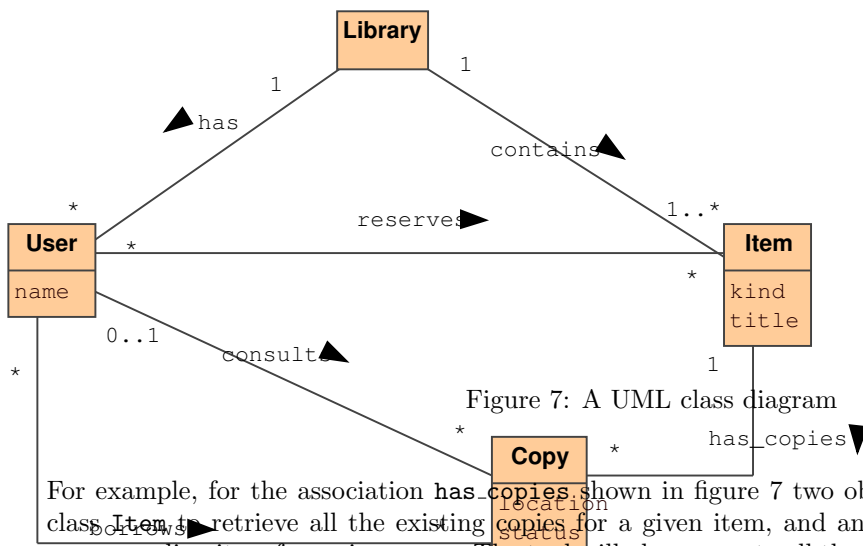 Library
1
1
has
contains
*
reserves
1..*
User
*
Item
name
*
kind
title
0..1
consults
1
*
Figure 7: A UML class diagram
*
*
has_copies
Copy
For example, for the association has_copies shown in figure 7 two
location
class Item to retrieve all the existing copies for a given item, and an
borrows
*
status